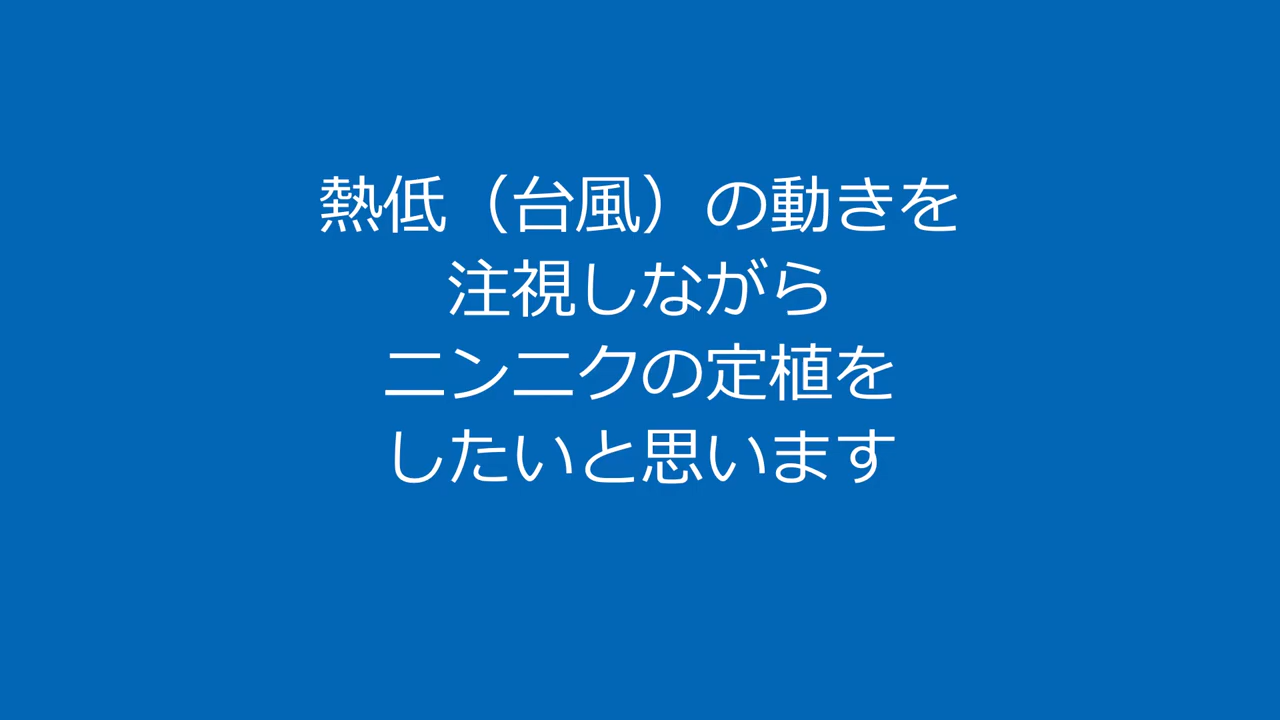 熱低（台風）の動きを
注視しながら
ニンニクの定植を
したいと思います